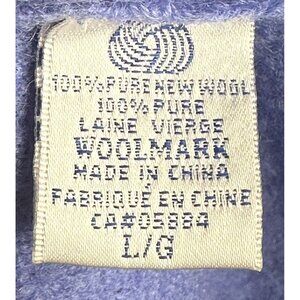 100% PURE NEW WOOL
100% PURE
LAINE VIERGE
WOOLMARK
MADE IN CHINA
FABRIQUÉ EN CHINE
CA#05884
L/G